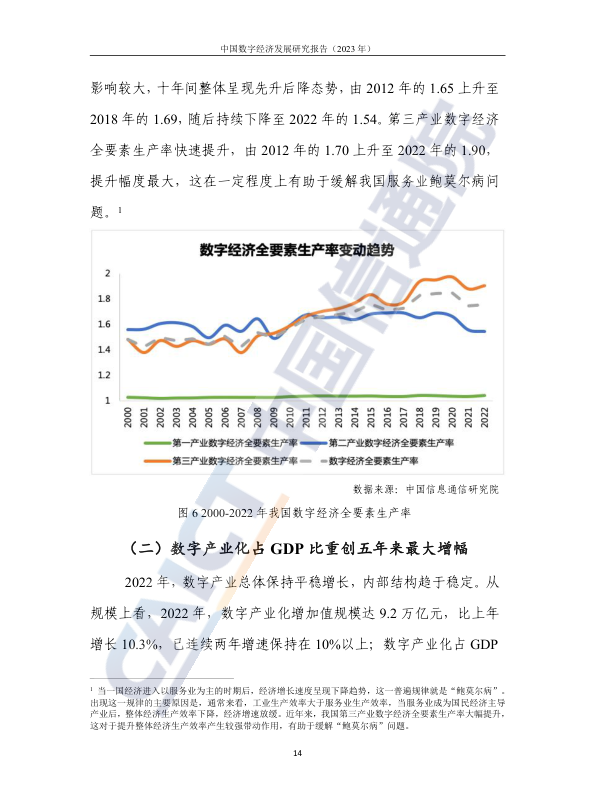 中国数字经济发展研究报告（2023 年）
影响较大，十年间整体呈现先升后降态势，由 2012 年的 1.65 上升至
2018 年的 1.69，随后持续下降至 2022 年的 1.54。第三产业数字经济
全要素生产率快速提升，由 2012 年的 1.70 上升至 2022 年的 1.90，
提升幅度最大，这在一定程度上有助于缓解我国服务业鲍莫尔病问
题。1
数字经济全要素生产率变动趋势
2
1.8
1.6
1.4
1.2
1
2000 2001 2002 2003 2004 2005 2006 2007 2008 2009 2010 2011 2012 2013 2014 2015 2016 2017 2018 2019 2020 2021 2022
第一产业数字经济全要素生产率 第二产业数字经济全要素生产率
第三产业数字经济全要素生产率 数字经济全要素生产率
数据来源：中国信息通信研究院
图 6 2000-2022 年我国数字经济全要素生产率
（二）数字产业化占 GDP 比重创五年来最大增幅
2022 年，数字产业总体保持平稳增长，内部结构趋于稳定。从
规模上看，2022 年，数字产业化增加值规模达 9.2 万亿元，比上年
增长 10.3%，已连续两年增速保持在 10%以上；数字产业化占 GDP
1 当一国经济进入以服务业为主的时期后，经济增长速度呈现下降趋势，这一普遍规律就是“鲍莫尔病”。
出现这一规律的主要原因是，通常来看，工业生产效率大于服务业生产效率，当服务业成为国民经济主导
产业后，整体经济生产效率下降，经济增速放缓。近年来，我国第三产业数字经济全要素生产率大幅提升，
这对于提升整体经济生产效率产生较强带动作用，有助于缓解“鲍莫尔病”问题。
14
CAICT 中国信通院